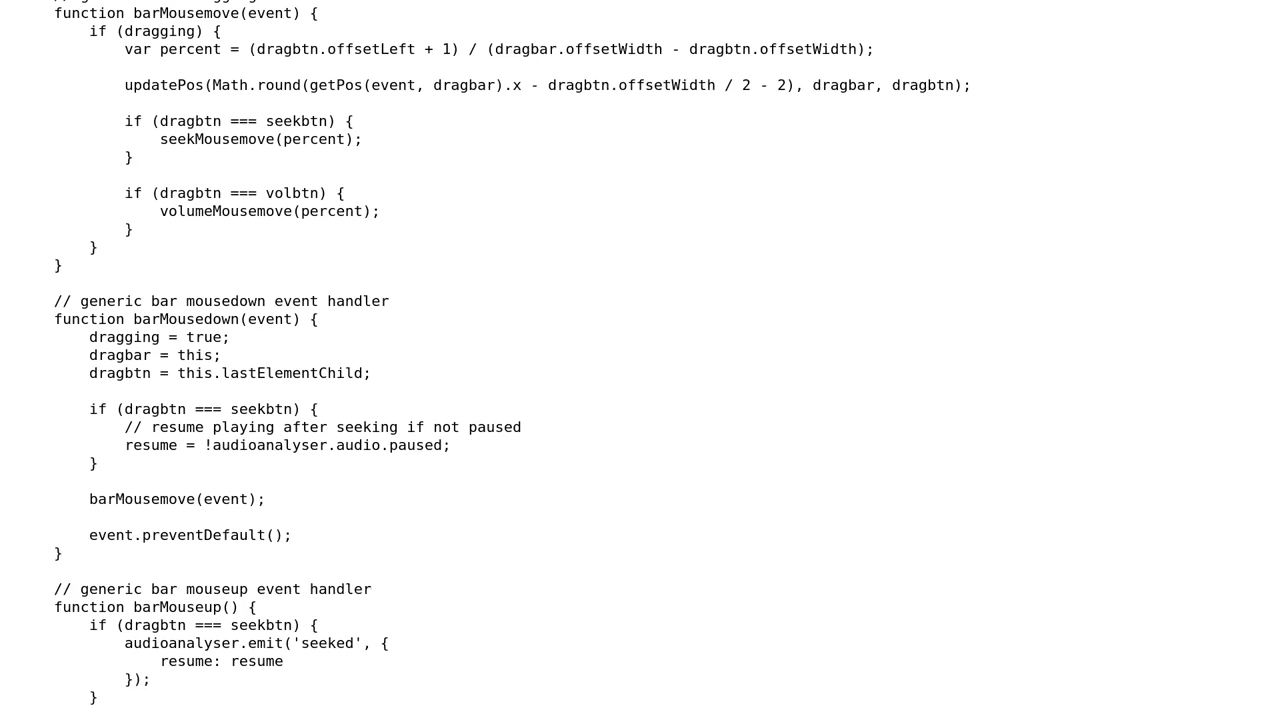 function barMousemove(event) {
    if (dragging) {
        var percent = (dragbtn.offsetLeft + 1) / (dragbar.offsetWidth - dragbtn.offsetWidth);

        updatePos(Math.round(getPos(event, dragbar).x - dragbtn.offsetWidth / 2 - 2), dragbar, dragbtn);

        if (dragbtn === seekbtn) {
            seekMousemove(percent);
        }

        if (dragbtn === volbtn) {
            volumeMousemove(percent);
        }
    }
}

// generic bar mousedown event handler
function barMousedown(event) {
    dragging = true;
    dragbar = this;
    dragbtn = this.lastElementChild;

    if (dragbtn === seekbtn) {
        // resume playing after seeking if not paused
        resume = !audioanalyser.audio.paused;
    }

    barMousemove(event);

    event.preventDefault();
}

// generic bar mouseup event handler
function barMouseup() {
    if (dragbtn === seekbtn) {
        audioanalyser.emit('seeked', {
            resume: resume
        });
    }